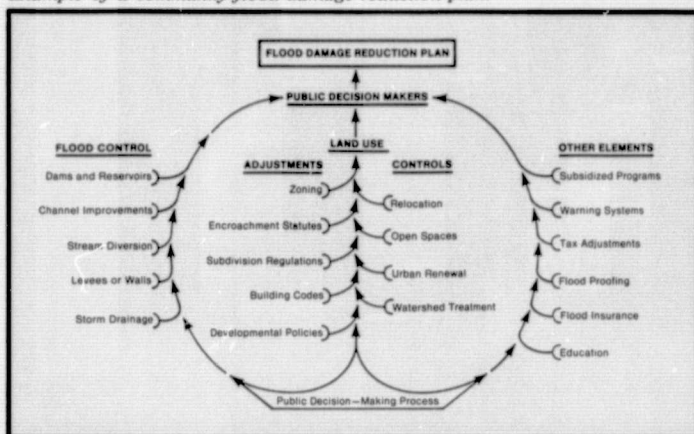 FLOOD DAMAGE REDUCTION PLAN
PUBLIC DECISION MAKERS
FLOOD CONTROL
Dams and Reservoirs
Channel Improvements
Stream Diversion
Levees or Walls
Storm Drainage
LAND USE
ADJUSTMENTS
CONTROLS
Zoning
Relocation
Encroachment Statutes
Open Spaces
Subdivision Regulations
Urban Renewal
Building Codes
Watershed Treatment
Developmental Policies
OTHER ELEMENTS
Subsidized Programs
Warning Systems
Tax Adjustments
Flood Proofing
Flood Insurance
Education
Public Decision—Making Process